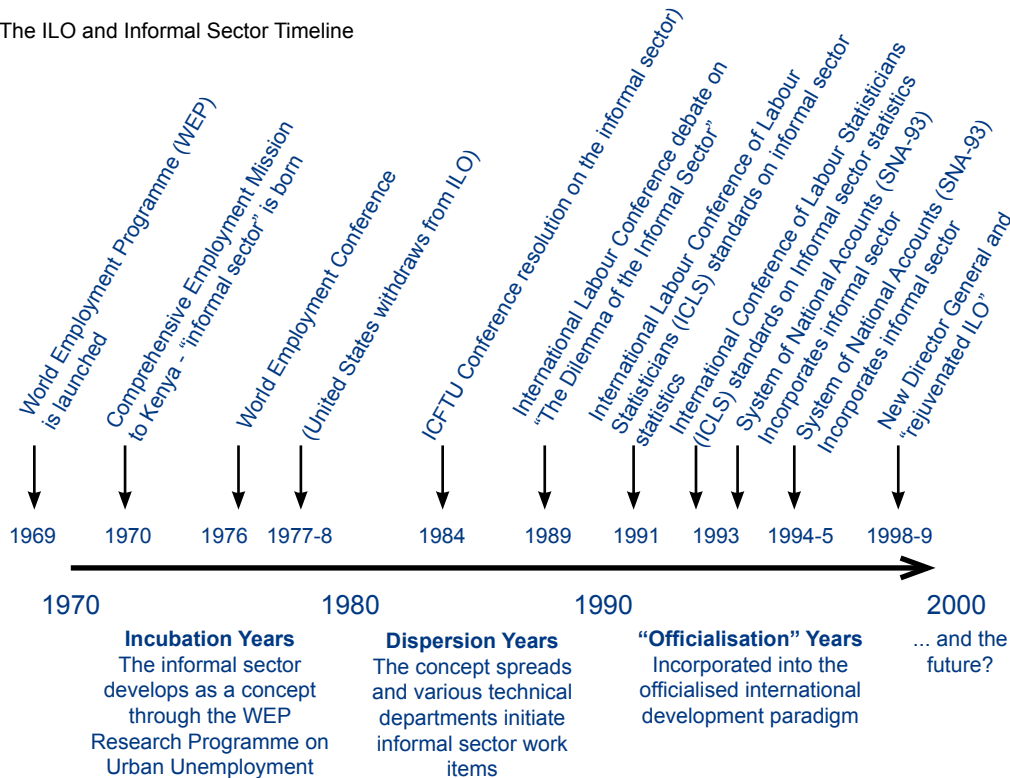 The ILO and Informal Sector Timeline
World Employment Programme (WEP)
is launched
Comprehensive Employment Mission
to Kenya - “informal sector” is born
World Employment Conference
(United States withdraws from ILO)
ICFTU Conference resolution on the informal sector)
International Labour Conference debate on
“The Dilemma of the Informal Sector”
International Labour Conference of Labour
Statisticians (ICLS) standards on informal sector
statistics
International Conference of Labour Statisticians
(ICLS) standards on Informal sector statistics
System of National Accounts (SNA-93)
Incorporates informal sector
System of National Accounts (SNA-93)
Incorporates informal sector
New Director General and
“rejuvenated ILO”
1969
1970
1976
1977-8
1984
1989
1991
1993
1994-5
1998-9
1970
1980
1990
2000
Incubation Years
The informal sector
develops as a concept
through the WEP
Research Programme on
Urban Unemployment
Dispersion Years
The concept spreads
and various technical
departments initiate
informal sector work
items
“Officialisation” Years
Incorporated into the
officialised international
development paradigm
... and the
future?